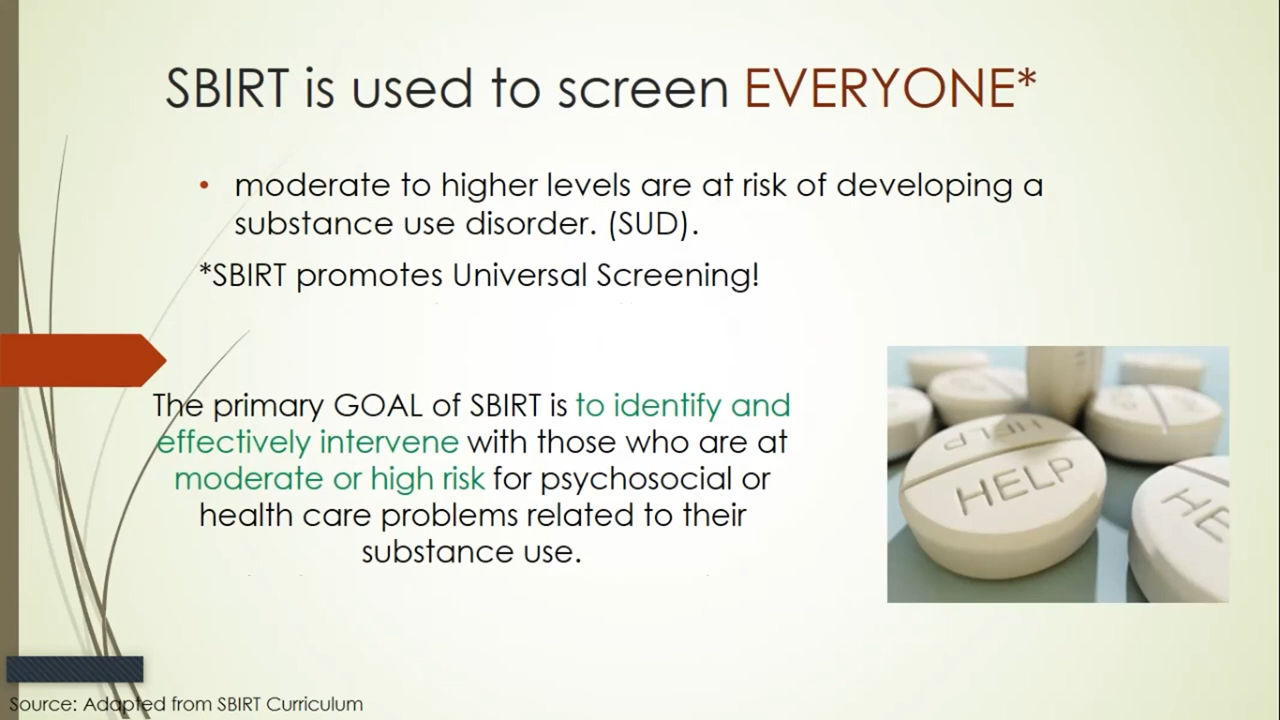 SBIRT is used to screen EVERYONE*
• moderate to higher levels are at risk of developing a
substance use disorder. (SUD).
*SBIRT promotes Universal Screening!
The primary GOAL of SBIRT is to identify and
effectively intervene with those who are at
moderate or high risk for psychosocial or
health care problems related to their
substance use.
HELP
HELP
HE
Source: Adapted from SBIRT Curriculum